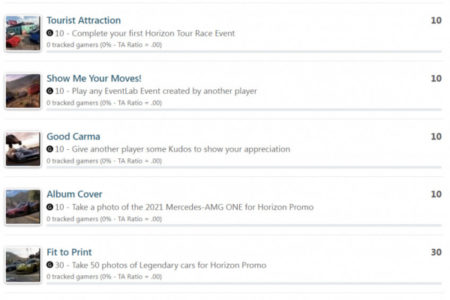 Tourist Attraction 10
G 10 - Complete your first Horizon Tour Race Event
0 tracked gamers (0% - TA Ratio = .00)
Show Me Your Moves! 10
G 10 - Play any EventLab Event created by another player
0 tracked gamers (0% - TA Ratio = .00)
Good Carma 10
G 10 - Give another player some Kudos to show your appreciation
0 tracked gamers (0% - TA Ratio = .00)
Album Cover 10
G 10 - Take a photo of the 2021 Mercedes-AMG ONE for Horizon Promo
0 tracked gamers (0% - TA Ratio = .00)
Fit to Print 30
G 30 - Take 50 photos of Legendary cars for Horizon Promo
0 tracked gamers (0% - TA Ratio = .00)